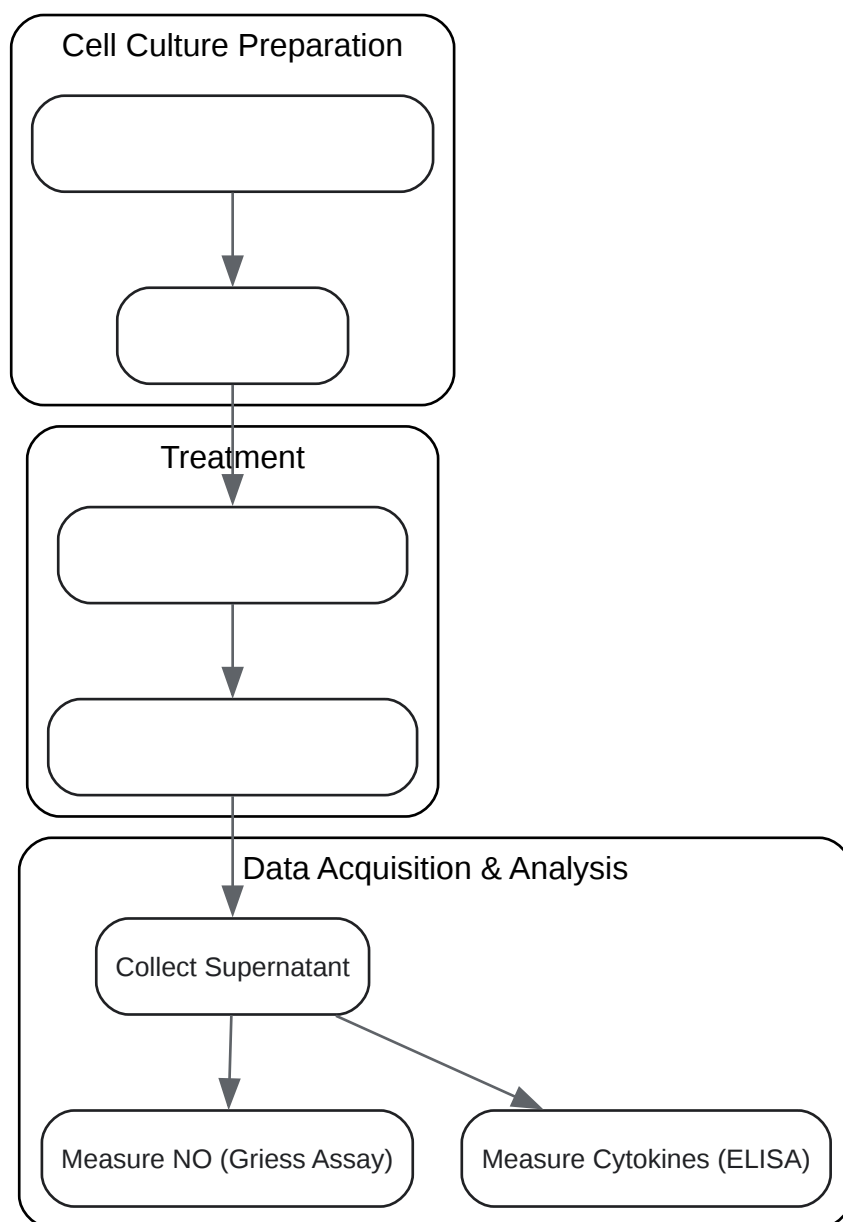 Cell Culture Preparation
Treatment
Data Acquisition & Analysis
Collect Supernatant
Measure NO (Griess Assay)
Measure Cytokines (ELISA)